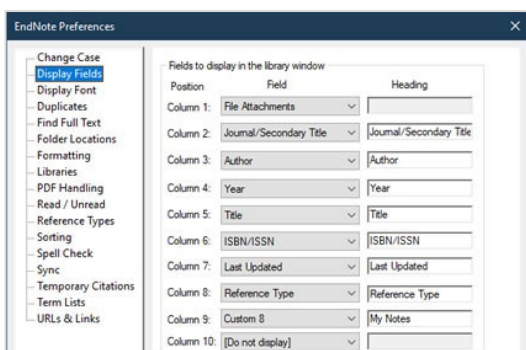 EndNote Preferences
Change Case
Display Fields
Display Font
Duplicates
Find Full Text
Folder Locations
Formatting
Libraries
PDF Handling
Read / Unread
Reference Types
Sorting
Spell Check
Sync
Temporary Citations
Term Lists
URLs & Links
Fields to display in the library window
Position Field Heading
Column 1: File Attachments
Column 2: Journal/Secondary Title Journal/Secondary Title
Column 3: Author Author
Column 4: Year Year
Column 5: Title Title
Column 6: ISBN/ISSN ISBN/ISSN
Column 7: Last Updated Last Updated
Column 8: Reference Type Reference Type
Column 9: Custom 8 My Notes
Column 10: [Do not display]